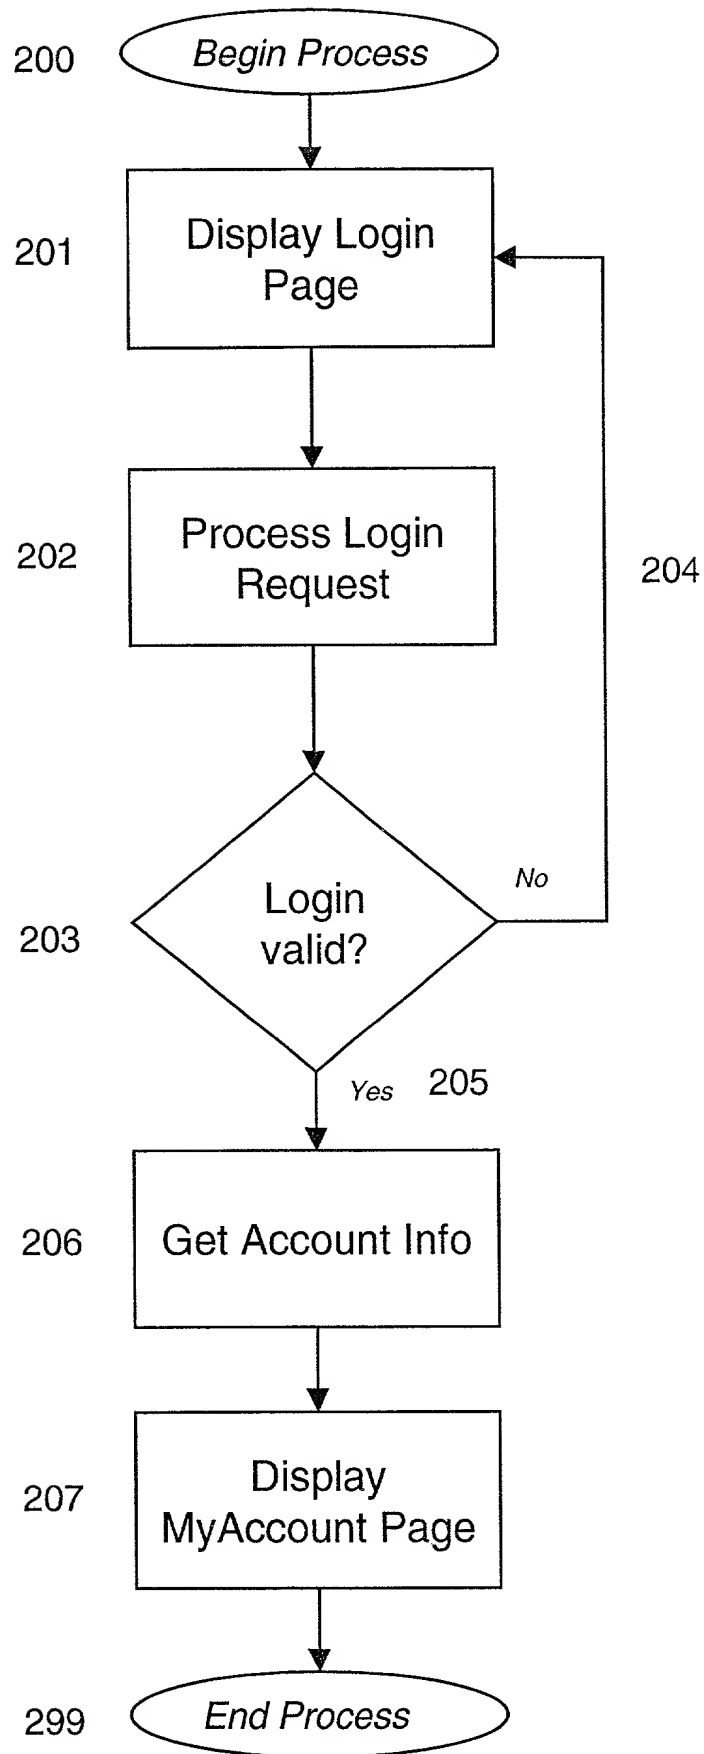 200
Begin Process
201
Display Login
Page
202
Process Login
Request
204
203
Login
valid?
No
Yes
205
206
Get Account Info
207
Display
MyAccount Page
299
End Process